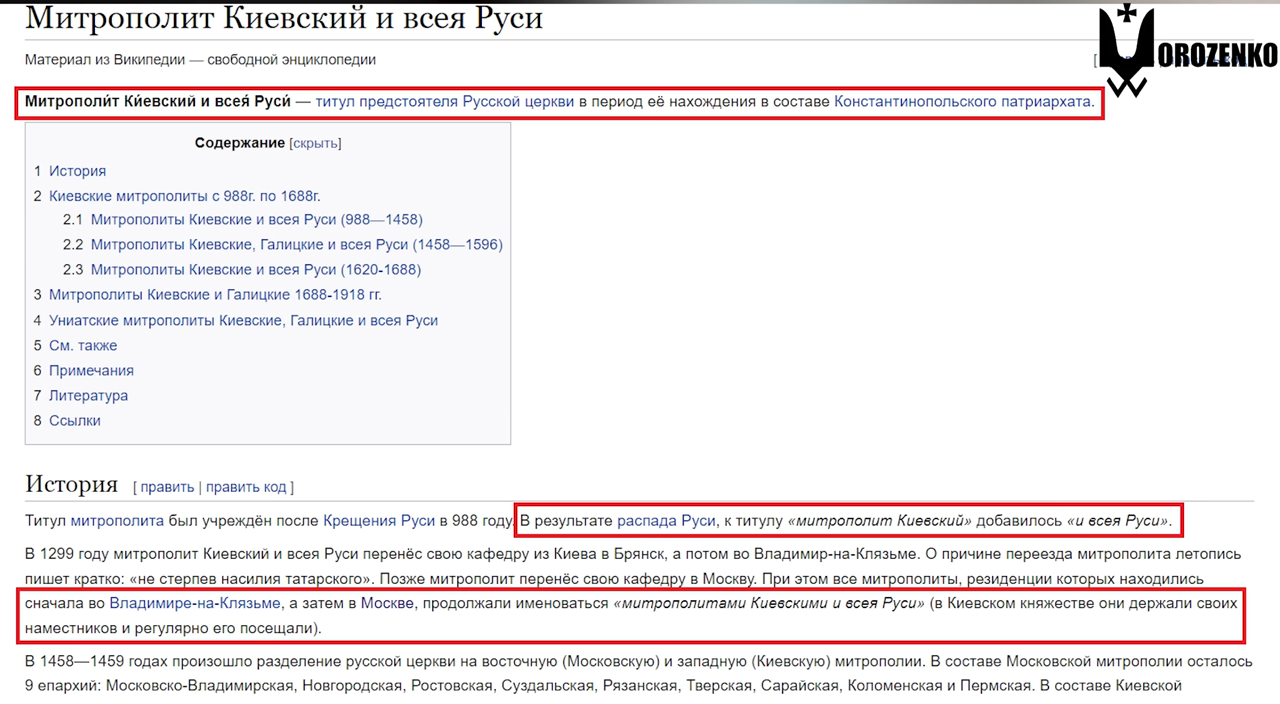 Митрополит Киевский и всея Руси
Материал из Википедии — свободной энциклопедии
[
OROZENKO
Митрополи́т Ки́евский и всея́ Руси́ — титул предстоятеля Русской церкви в период её нахождения в составе Константинопольского патриархата.
Содержание [скрыть]
1 История
2 Киевские митрополиты с 988г. по 1688г.
2.1 Митрополиты Киевские и всея Руси (988—1458)
2.2 Митрополиты Киевские, Галицкие и всея Руси (1458—1596)
2.3 Митрополиты Киевские и всея Руси (1620-1688)
3 Митрополиты Киевские и Галицкие 1688-1918 гг.
4 Униатские митрополиты Киевские, Галицкие и всея Руси
5 См. также
6 Примечания
7 Литература
8 Ссылки
История [ править | править код ]
Титул митрополита был учреждён после Крещения Руси в 988 году. В результате распада Руси, к титулу «митрополит Киевский» добавилось «и всея Руси».
В 1299 году митрополит Киевский и всея Руси перенёс свою кафедру из Киева в Брянск, а потом во Владимир-на-Клязьме. О причине переезда митрополита летопись
пишет кратко: «не стерпев насилия татарского». Позже митрополит перенёс свою кафедру в Москву. При этом все митрополиты, резиденции которых находились
сначала во Владимире-на-Клязьме, а затем в Москве, продолжали именоваться «митрополитами Киевскими и всея Руси» (в Киевском княжестве они держали своих
наместников и регулярно его посещали).
В 1458—1459 годах произошло разделение русской церкви на восточную (Московскую) и западную (Киевскую) митрополии. В составе Московской митрополии осталось
9 епархий: Московско-Владимирская, Новгородская, Ростовская, Суздальская, Рязанская, Тверская, Сарайская, Коломенская и Пермская. В составе Киевской